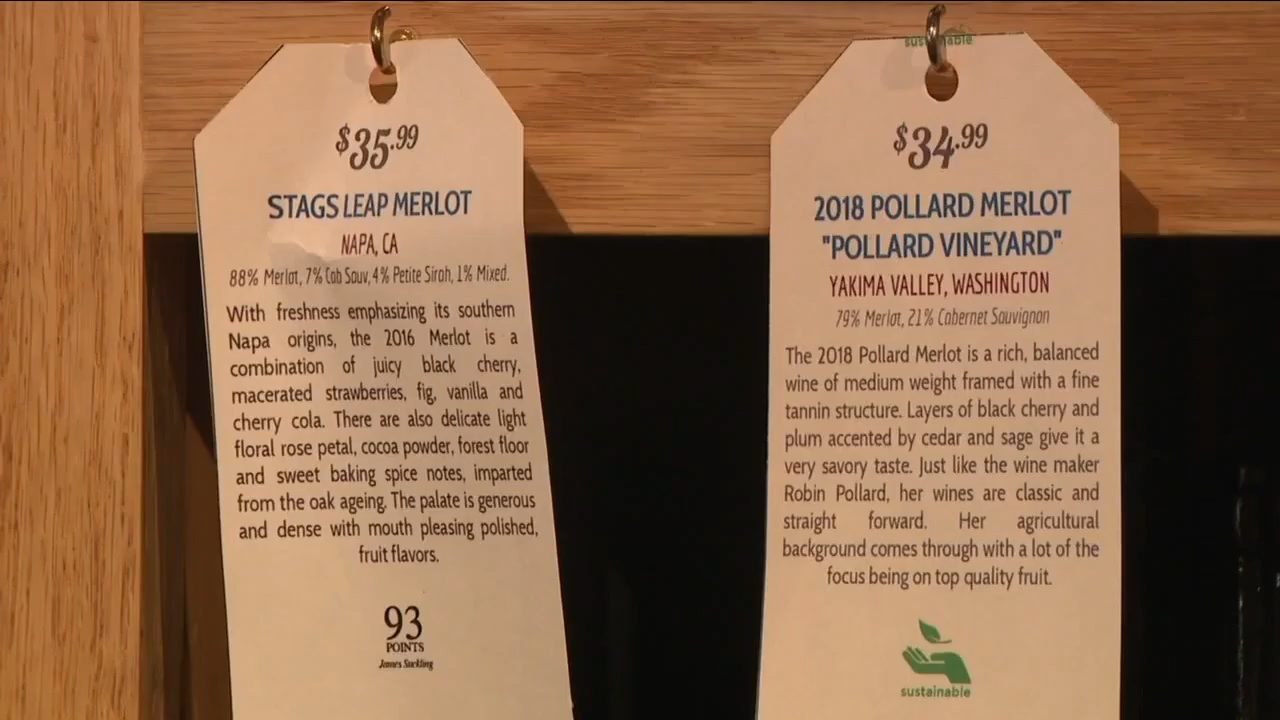 $35.99
STAGS LEAP MERLOT
NAPA, CA
88% Merlot, 7% Cab Sauv, 4% Petite Sirah, 1% Mixed.
With freshness emphasizing its southern
Napa origins, the 2016 Merlot is a
combination of juicy black cherry,
macerated strawberries, fig, vanilla and
cherry cola. There are also delicate light
floral rose petal, cocoa powder, forest floor
and sweet baking spice notes, imparted
from the oak ageing. The palate is generous
and dense with mouth pleasing polished,
fruit flavors.
93
POINTS
James Suckling
sustainable
$34.99
2018 POLLARD MERLOT
"POLLARD VINEYARD"
YAKIMA VALLEY, WASHINGTON
79% Merlot, 21% Cabernet Sauvignon
The 2018 Pollard Merlot is a rich, balanced
wine of medium weight framed with a fine
tannin structure. Layers of black cherry and
plum accented by cedar and sage give it a
very savory taste. Just like the wine maker
Robin Pollard, her wines are classic and
straight forward. Her agricultural
background comes through with a lot of the
focus being on top quality fruit.
sustainable